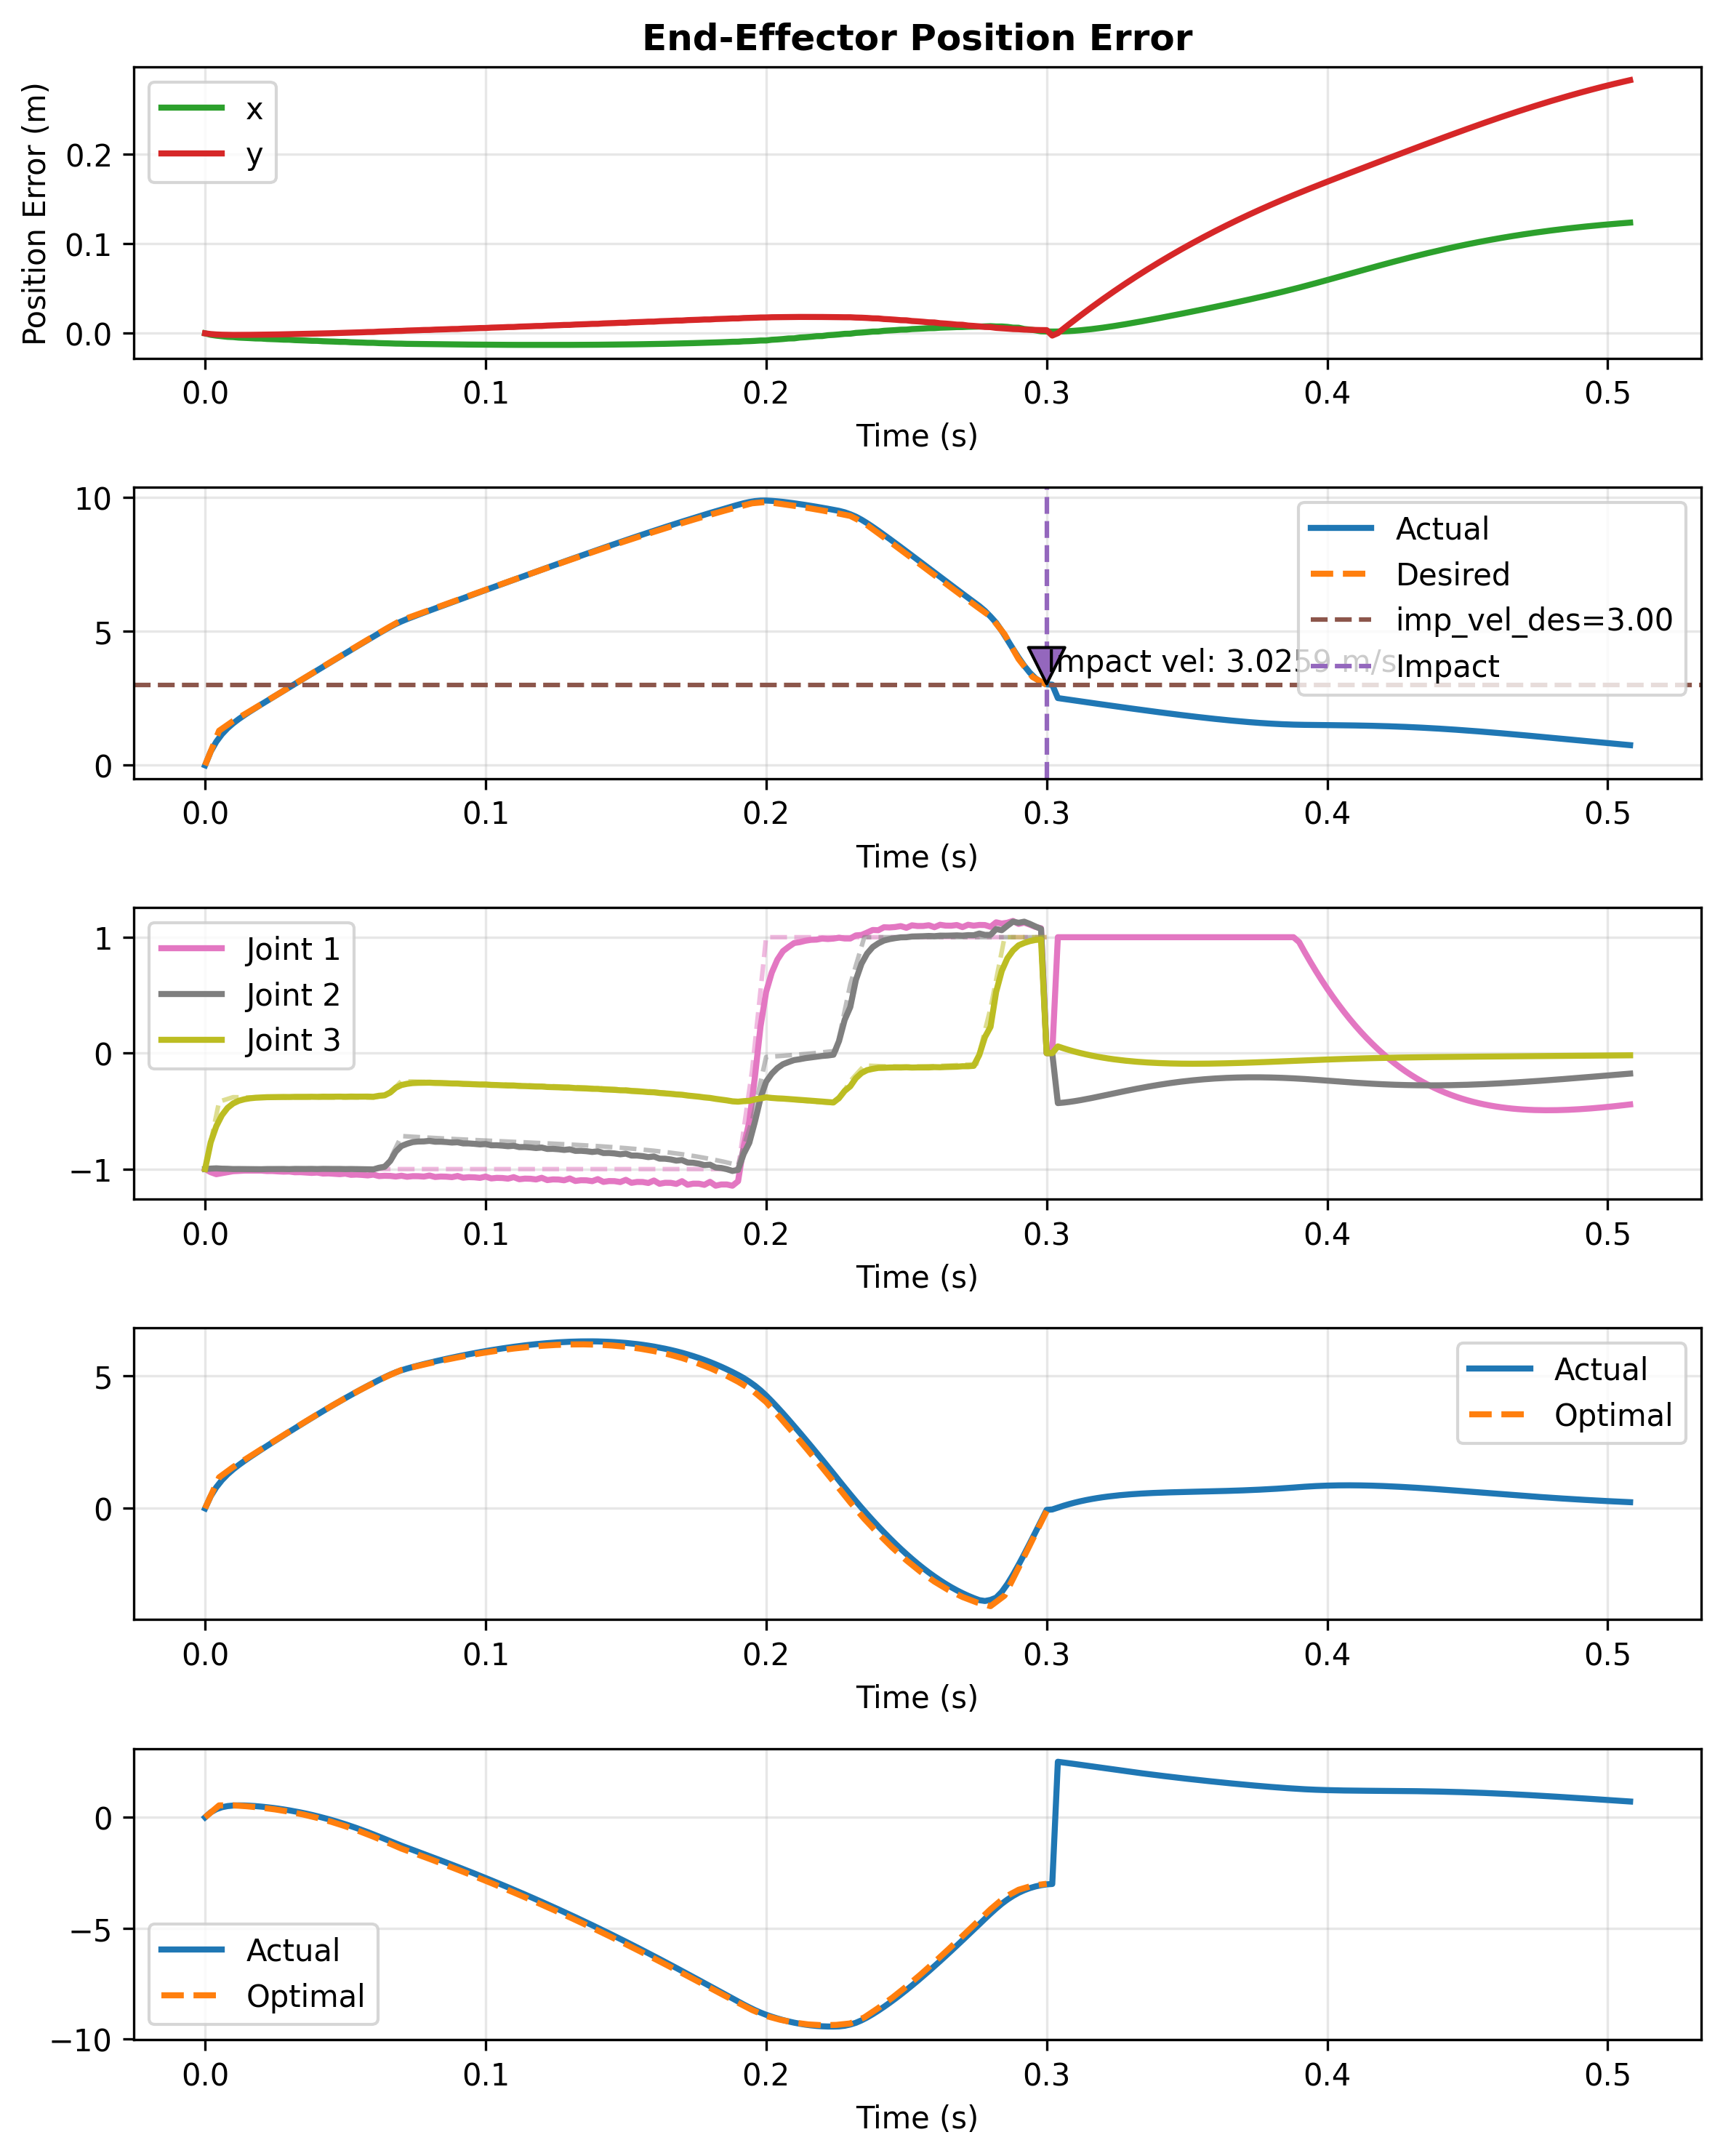 End-Effector Position Error
Position Error (m)
0.2
0.1
0.0
x
y
0.0 0.1 0.2 0.3 0.4 0.5
Time (s)
10
5
0
Actual
Desired
imp_vel_des=3.00
Impact
Impact vel: 3.0259 m/s
0.0 0.1 0.2 0.3 0.4 0.5
Time (s)
1
0
−1
Joint 1
Joint 2
Joint 3
0.0 0.1 0.2 0.3 0.4 0.5
Time (s)
5
0
Actual
Optimal
0.0 0.1 0.2 0.3 0.4 0.5
Time (s)
0
−5
−10
Actual
Optimal
0.0 0.1 0.2 0.3 0.4 0.5
Time (s)